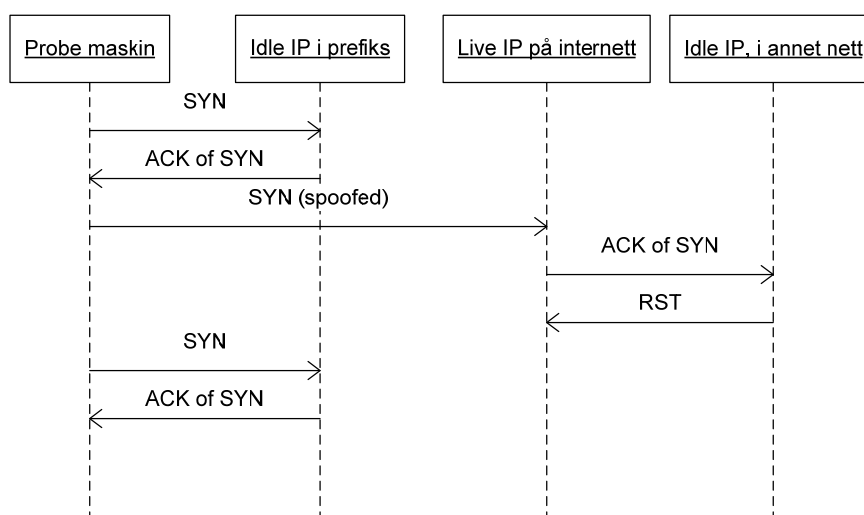 Probe maskin
Idle IP i prefiks
Live IP på internett
Idle IP, i annet nett
SYN
ACK of SYN
SYN (spoofed)
ACK of SYN
RST
SYN
ACK of SYN